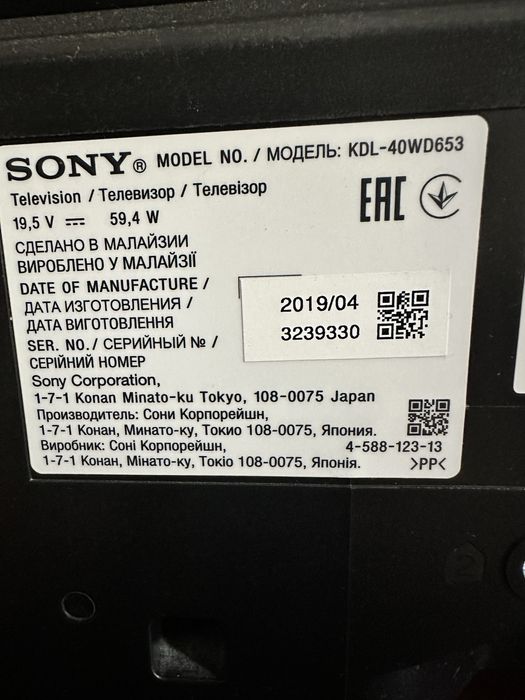 SONY® MODEL NO. / МОДЕЛЬ: KDL-40WD653
Television / Телевизор / Телевізор
19,5 V ⎓ 59,4 W
EAC
СДЕЛАНО В МАЛАЙЗИИ
ВИРОБЛЕНО У МАЛАЙЗІЇ
DATE OF MANUFACTURE /
ДАТА ИЗГОТОВЛЕНИЯ /
ДАТА ВИГОТОВЛЕННЯ
2019/04
SER. NO. / СЕРИЙНЫЙ № /
СЕРІЙНИЙ НОМЕР
3239330
Sony Corporation,
1-7-1 Konan Minato-ku Tokyo, 108-0075 Japan
Производитель: Сони Корпорейшн,
1-7-1 Конан, Минато-ку, Токио 108-0075, Япония.
Виробник: Соні Корпорейшн,
4-588-123-13
1-7-1 Конан, Мінато-ку, Токіо 108-0075, Японія.
>PP<